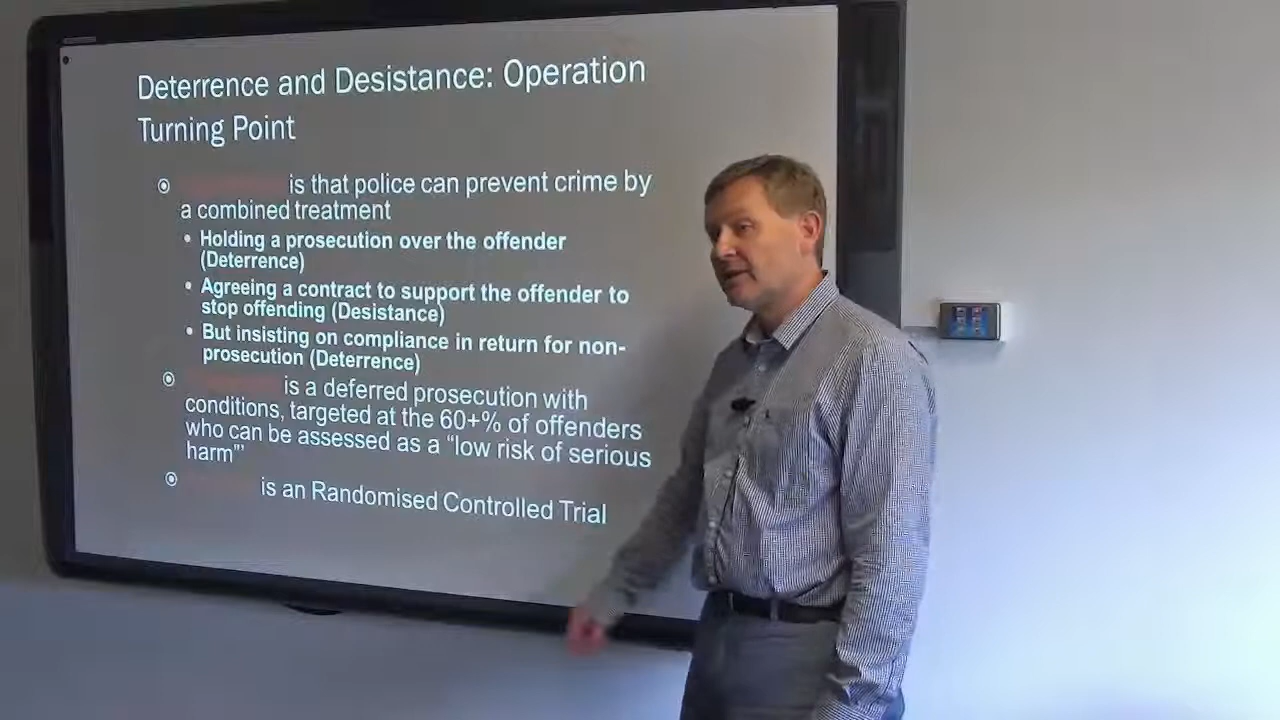 Deterrence and Desistance: Operation
Turning Point
is that police can prevent crime by
a combined treatment
Holding a prosecution over the offender
(Deterrence)
Agreeing a contract to support the offender to
stop offending (Desistance)
But insisting on compliance in return for non-
prosecution (Deterrence)
is a deferred prosecution with
conditions, targeted at the 60+% of offenders
who can be assessed as a “low risk of serious
harm”’
is an Randomised Controlled Trial